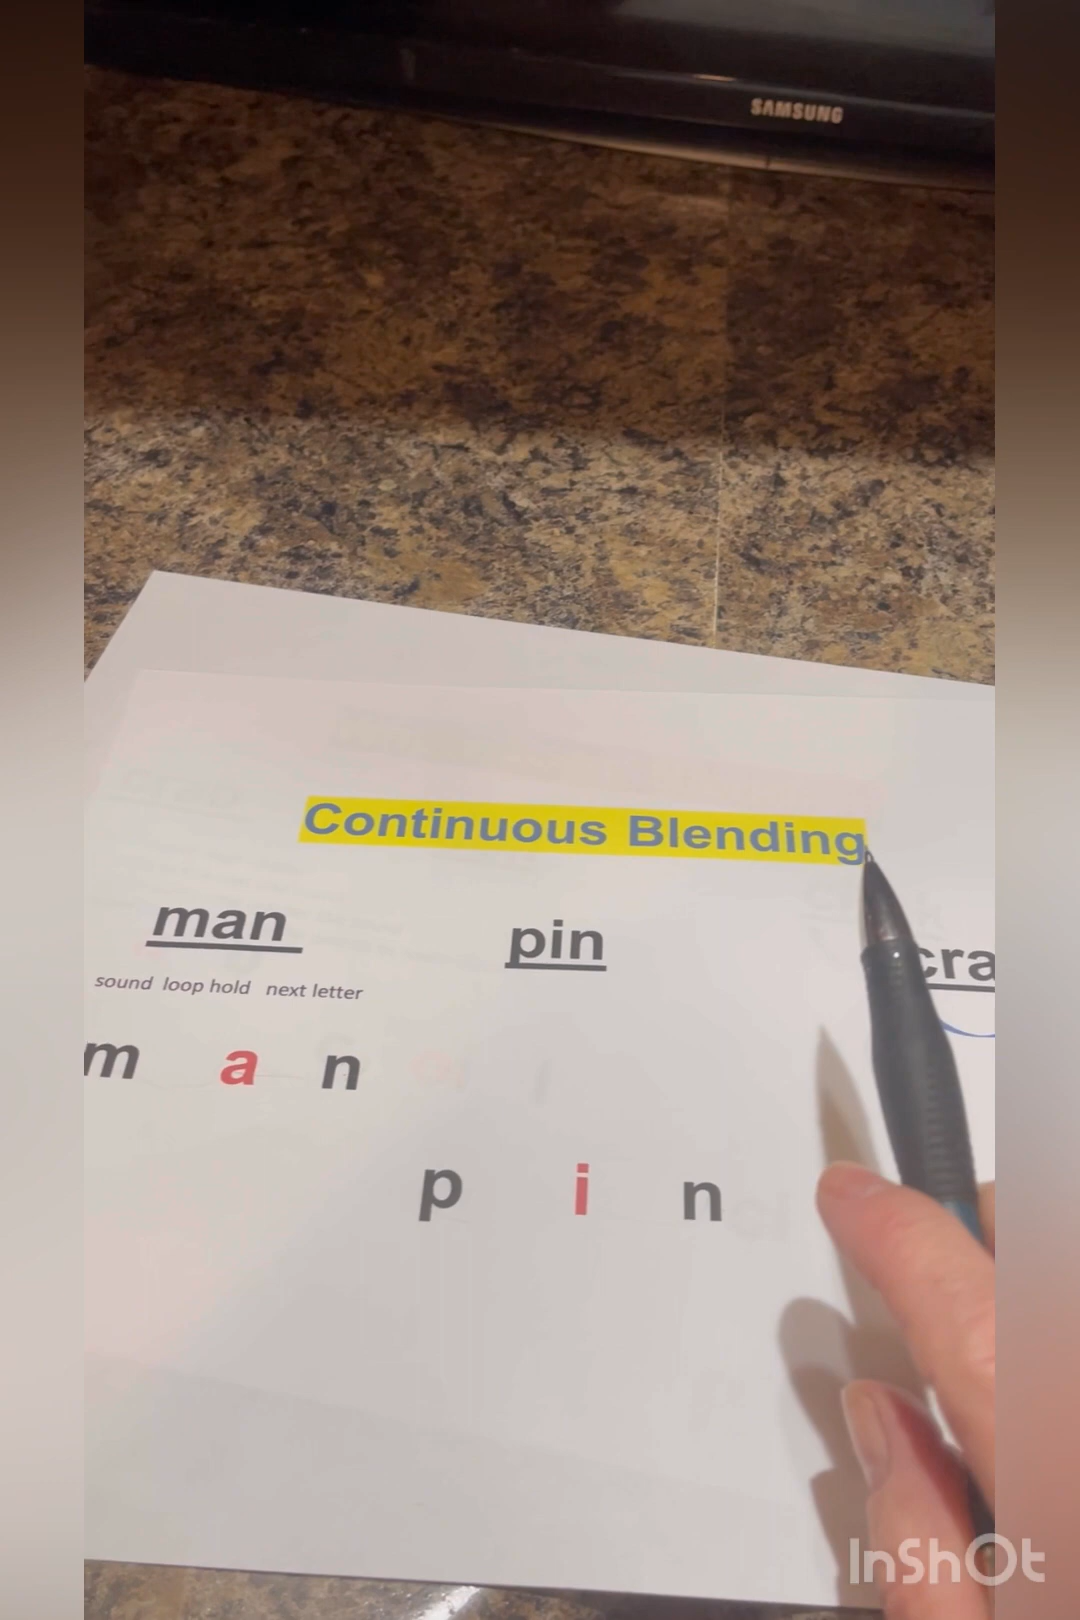 SAMSUNG
Continuous Blending
man pin cra
sound loop hold next letter
m a n
p i n
InShOt